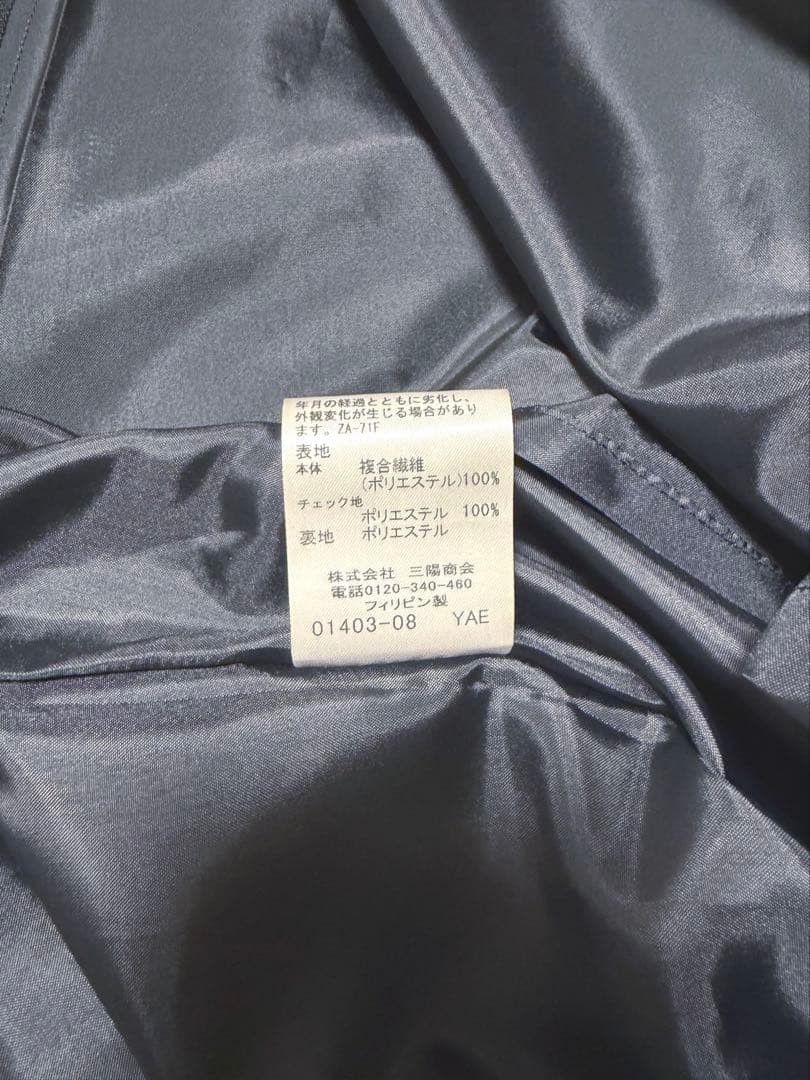 年月の経過とともに劣化し、
外観変化が生じる場合があり
ます。ZA-71F
表地
本体 複合繊維
(ポリエステル)100%
チェック地
ポリエステル 100%
裏地 ポリエステル
株式会社 三陽商会
電話0120-340-460
フィリピン製
01403-08 YAE